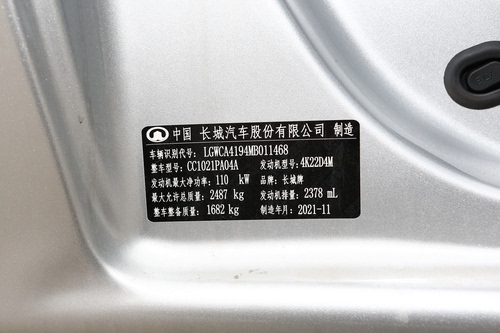 中国 长城汽车股份有限公司 制造
车辆识别代号：LGWCA4194MB011468
整车型号：CC1021PA04A 发动机型号：4K22D4M
发动机最大净功率：110 kW 品牌：长城牌
最大允许总质量：2487 kg 发动机排量：2378 mL
整车整备质量：1682 kg 制造年月：2021-11